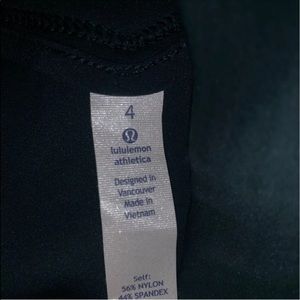 4
lululemon
athletica
Designed in
Vancouver
Made in
Vietnam
Self:
56% NYLON
44% SPANDEX